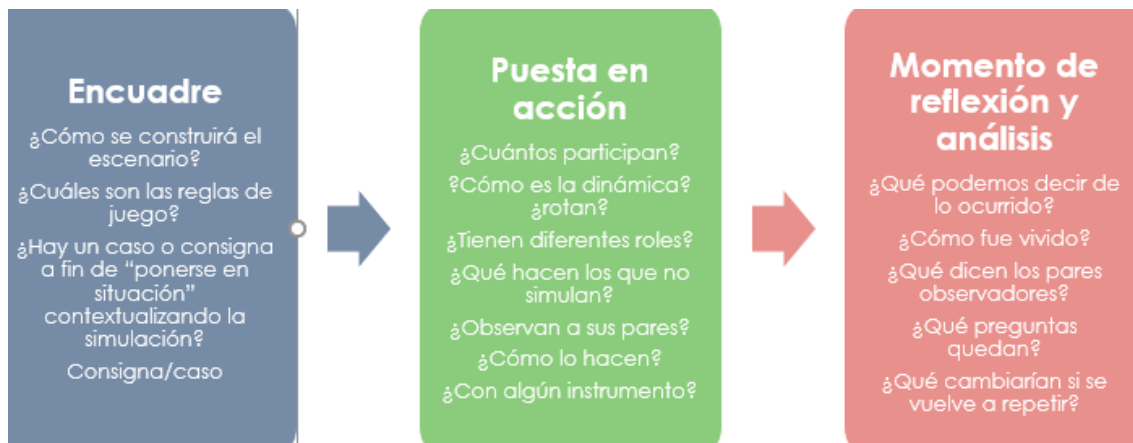 Encuadre
¿Cómo se construirá el
escenario?
¿Cuáles son las reglas de
juego?
¿Hay un caso o consigna
a fin de “ponerse en
situación”
contextualizando la
simulación?
Consigna/caso
Puesta en
acción
¿Cuántos participan?
?Cómo es la dinámica?
¿rotan?
¿Tienen diferentes roles?
¿Qué hacen los que no
simulan?
¿Observan a sus pares?
¿Cómo lo hacen?
¿Con algún instrumento?
Momento de
reflexión y
análisis
¿Qué podemos decir de
lo ocurrido?
¿Cómo fue vivido?
¿Qué dicen los pares
observadores?
¿Qué preguntas
quedan?
¿Qué cambiarían si se
vuelve a repetir?